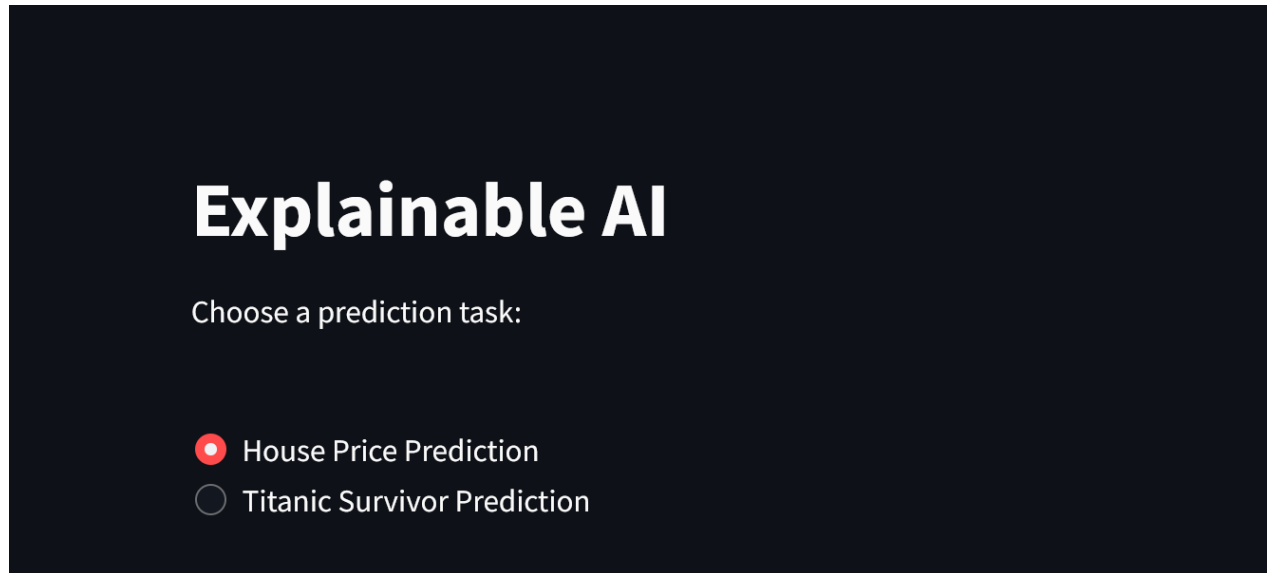 Explainable AI
Choose a prediction task:
House Price Prediction
Titanic Survivor Prediction